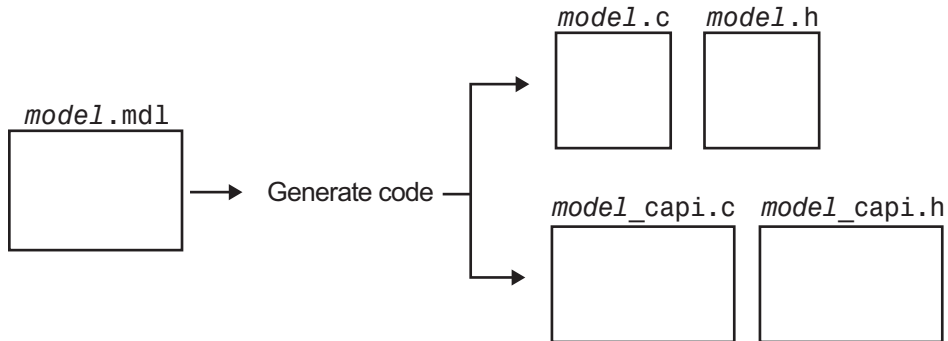 model.c model.h
model.mdl
Generate code
model_capi.c model_capi.h